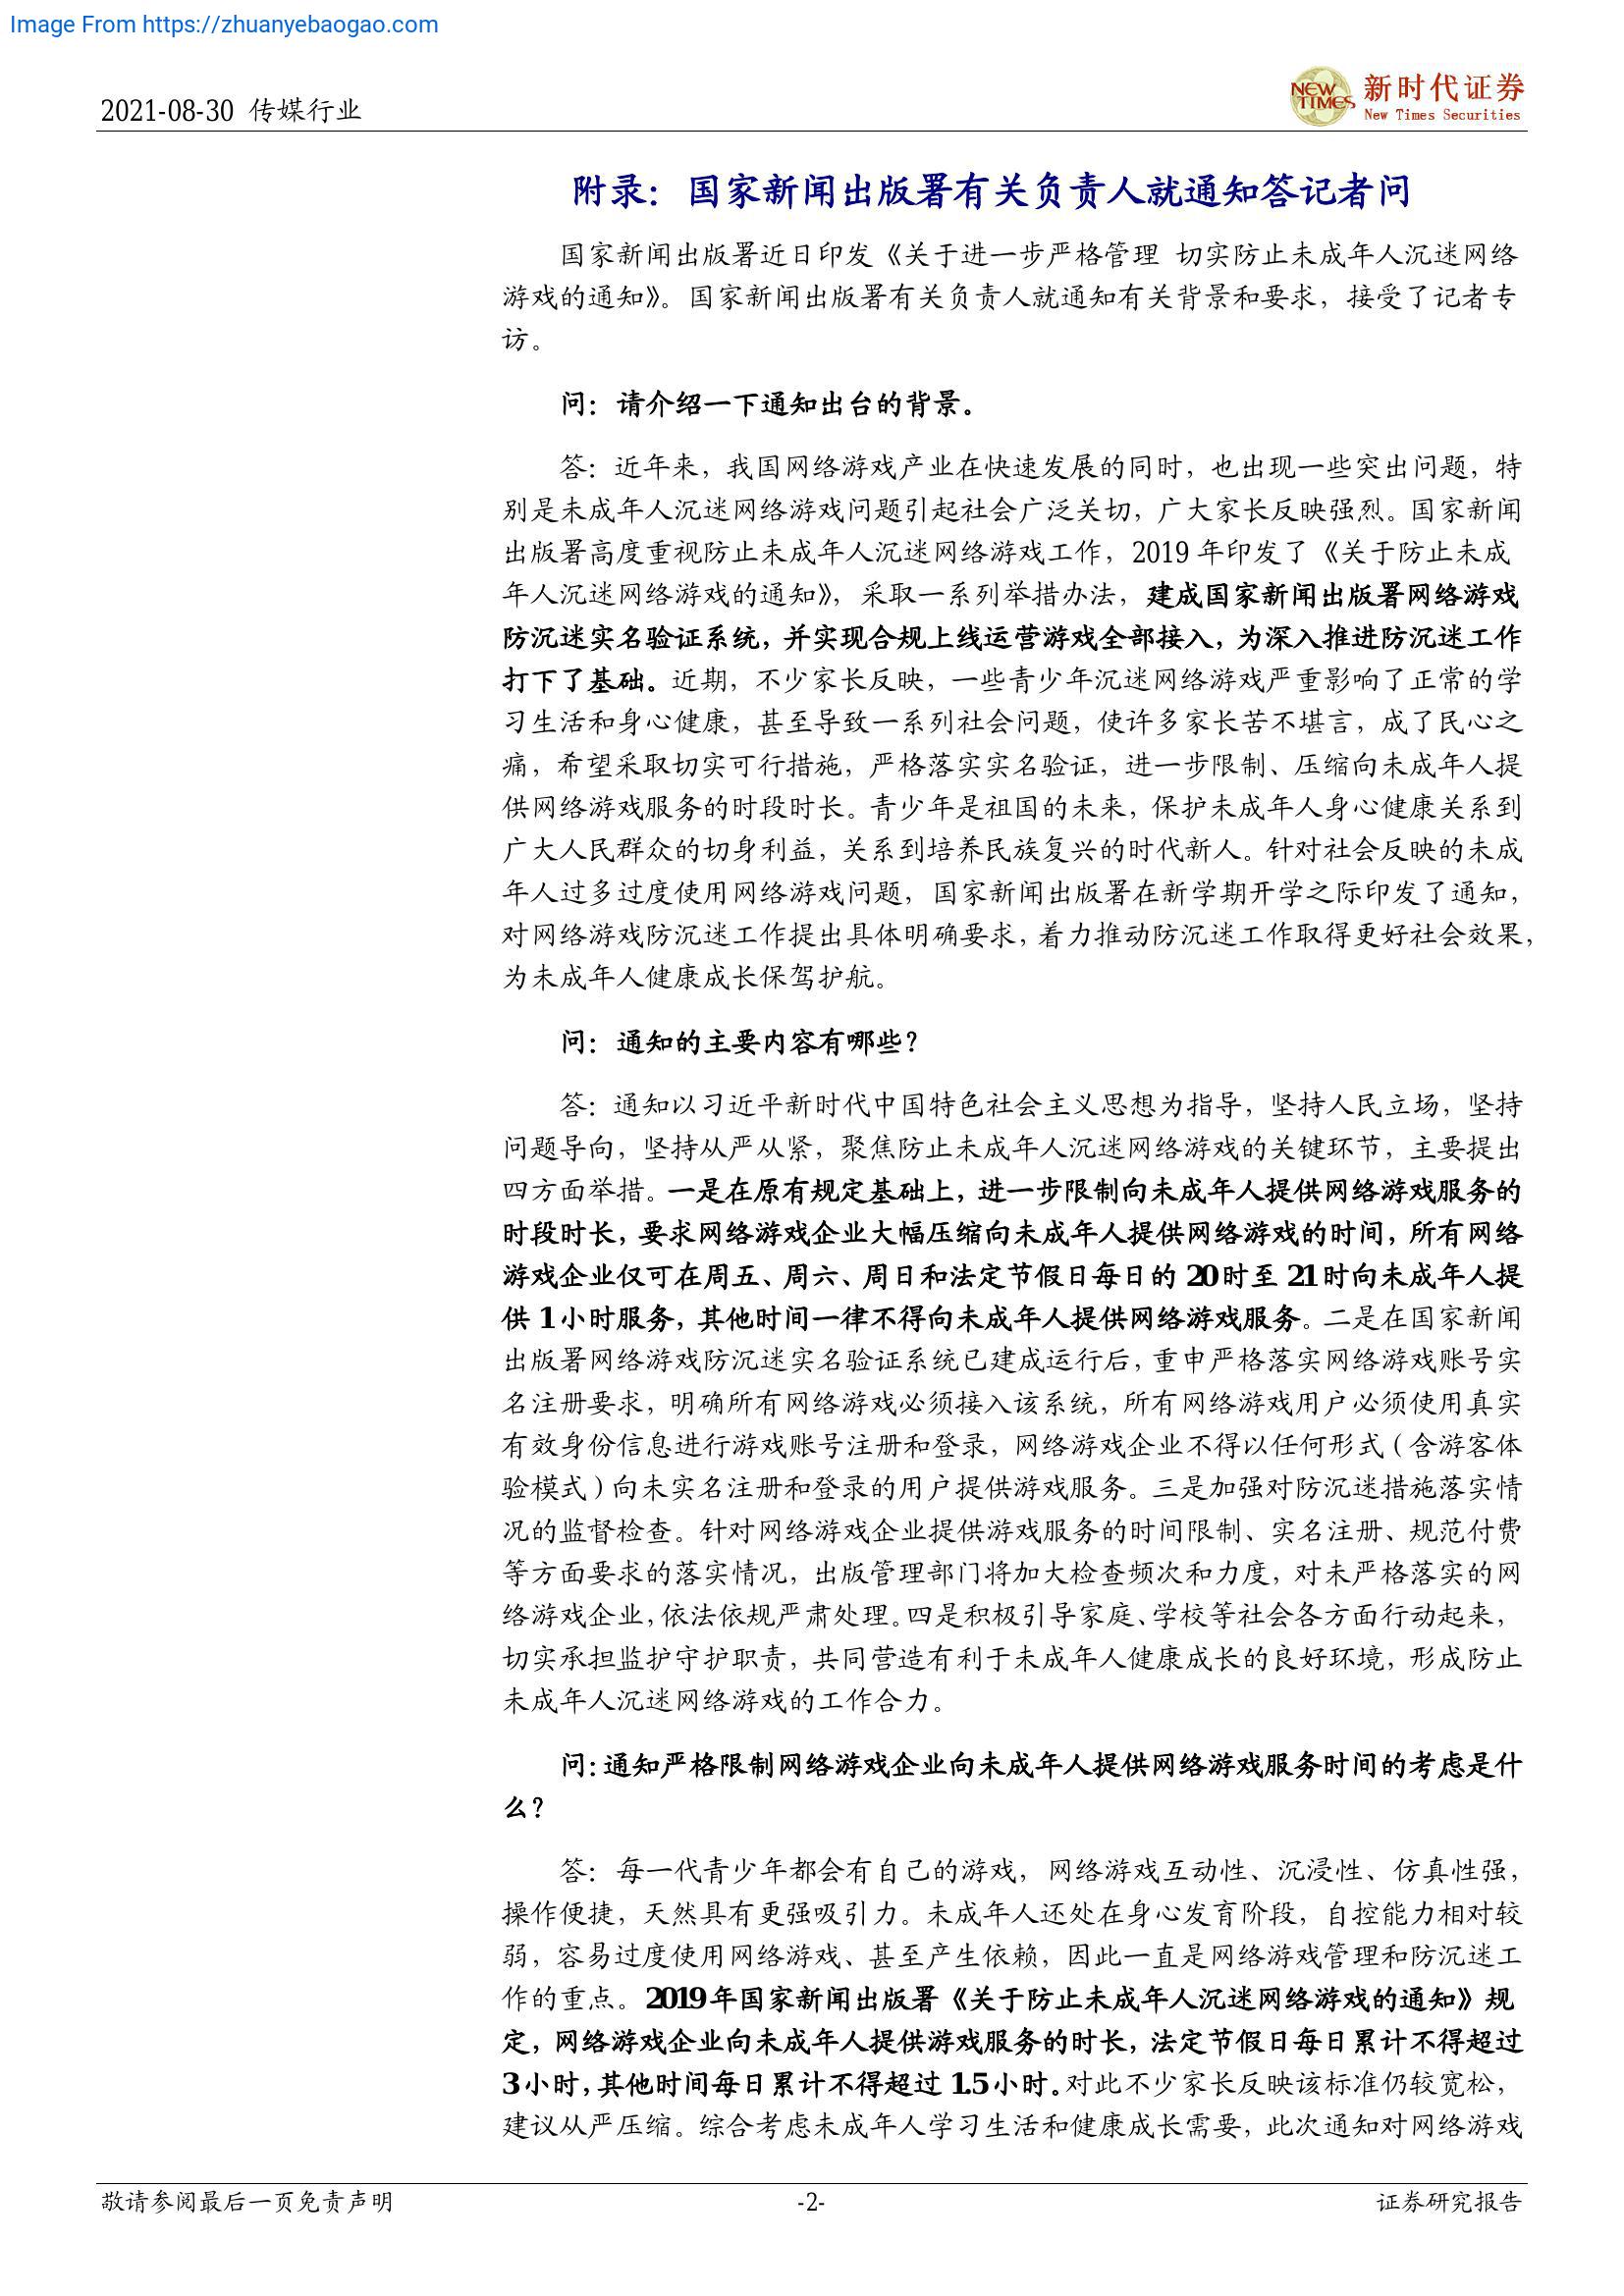 Image From https://zhuanyebaogao.com
2021-08-30 传媒行业
NEW TIMES
新时代证券
New Times Securities
附录：国家新闻出版署有关负责人就通知答记者问
国家新闻出版署近日印发《关于进一步严格管理 切实防止未成年人沉迷网络
游戏的通知》。国家新闻出版署有关负责人就通知有关背景和要求，接受了记者专
访。
问：请介绍一下通知出台的背景。
答：近年来，我国网络游戏产业在快速发展的同时，也出现一些突出问题，特
别是未成年人沉迷网络游戏问题引起社会广泛关切，广大家长反映强烈。国家新闻
出版署高度重视防止未成年人沉迷网络游戏工作，2019 年印发了《关于防止未成
年人沉迷网络游戏的通知》，采取一系列举措办法，建成国家新闻出版署网络游戏
防沉迷实名验证系统，并实现合规上线运营游戏全部接入，为深入推进防沉迷工作
打下了基础。近期，不少家长反映，一些青少年沉迷网络游戏严重影响了正常的学
习生活和身心健康，甚至导致一系列社会问题，使许多家长苦不堪言，成了民心之
痛，希望采取切实可行措施，严格落实实名验证，进一步限制、压缩向未成年人提
供网络游戏服务的时段时长。青少年是祖国的未来，保护未成年人身心健康关系到
广大人民群众的切身利益，关系到培养民族复兴的时代新人。针对社会反映的未成
年人过多过度使用网络游戏问题，国家新闻出版署在新学期开学之际印发了通知，
对网络游戏防沉迷工作提出具体明确要求，着力推动防沉迷工作取得更好社会效果，
为未成年人健康成长保驾护航。
问：通知的主要内容有哪些？
答：通知以习近平新时代中国特色社会主义思想为指导，坚持人民立场，坚持
问题导向，坚持从严从紧，聚焦防止未成年人沉迷网络游戏的关键环节，主要提出
四方面举措。一是在原有规定基础上，进一步限制向未成年人提供网络游戏服务的
时段时长，要求网络游戏企业大幅压缩向未成年人提供网络游戏的时间，所有网络
游戏企业仅可在周五、周六、周日和法定节假日每日的 20 时至 21 时向未成年人提
供 1 小时服务，其他时间一律不得向未成年人提供网络游戏服务。二是在国家新闻
出版署网络游戏防沉迷实名验证系统已建成运行后，重申严格落实网络游戏账号实
名注册要求，明确所有网络游戏必须接入该系统，所有网络游戏用户必须使用真实
有效身份信息进行游戏账号注册和登录，网络游戏企业不得以任何形式（含游客体
验模式）向未实名注册和登录的用户提供游戏服务。三是加强对防沉迷措施落实情
况的监督检查。针对网络游戏企业提供游戏服务的时间限制、实名注册、规范付费
等方面要求的落实情况，出版管理部门将加大检查频次和力度，对未严格落实的网
络游戏企业，依法依规严肃处理。四是积极引导家庭、学校等社会各方面行动起来，
切实承担监护守护职责，共同营造有利于未成年人健康成长的良好环境，形成防止
未成年人沉迷网络游戏的工作合力。
问：通知严格限制网络游戏企业向未成年人提供网络游戏服务时间的考虑是什
么？
答：每一代青少年都会有自己的游戏，网络游戏互动性、沉浸性、仿真性强，
操作便捷，天然具有更强吸引力。未成年人还处在身心发育阶段，自控能力相对较
弱，容易过度使用网络游戏、甚至产生依赖，因此一直是网络游戏管理和防沉迷工
作的重点。2019 年国家新闻出版署《关于防止未成年人沉迷网络游戏的通知》规
定，网络游戏企业向未成年人提供游戏服务的时长，法定节假日每日累计不得超过
3 小时，其他时间每日累计不得超过 1.5 小时。对此不少家长反映该标准仍较宽松，
建议从严压缩。综合考虑未成年人学习生活和健康成长需要，此次通知对网络游戏
敬请参阅最后一页免责声明
-2-
证券研究报告